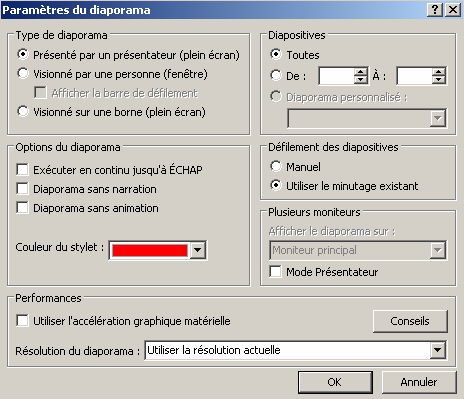 Paramètres du diaporama
Type de diaporama
Présenté par un présentateur (plein écran)
Visionné par une personne (fenêtre)
Afficher la barre de défilement
Visionné sur une borne (plein écran)
Diapositives
Toutes
De : À :
Diaporama personnalisé :
Options du diaporama
Exécuter en continu jusqu'à ÉCHAP
Diaporama sans narration
Diaporama sans animation
Couleur du stylet :
Défilement des diapositives
Manuel
Utiliser le minutage existant
Plusieurs moniteurs
Afficher le diaporama sur :
Moniteur principal
Mode Présentateur
Performances
Utiliser l'accélération graphique matérielle
Conseils
Résolution du diaporama : Utiliser la résolution actuelle
OK Annuler